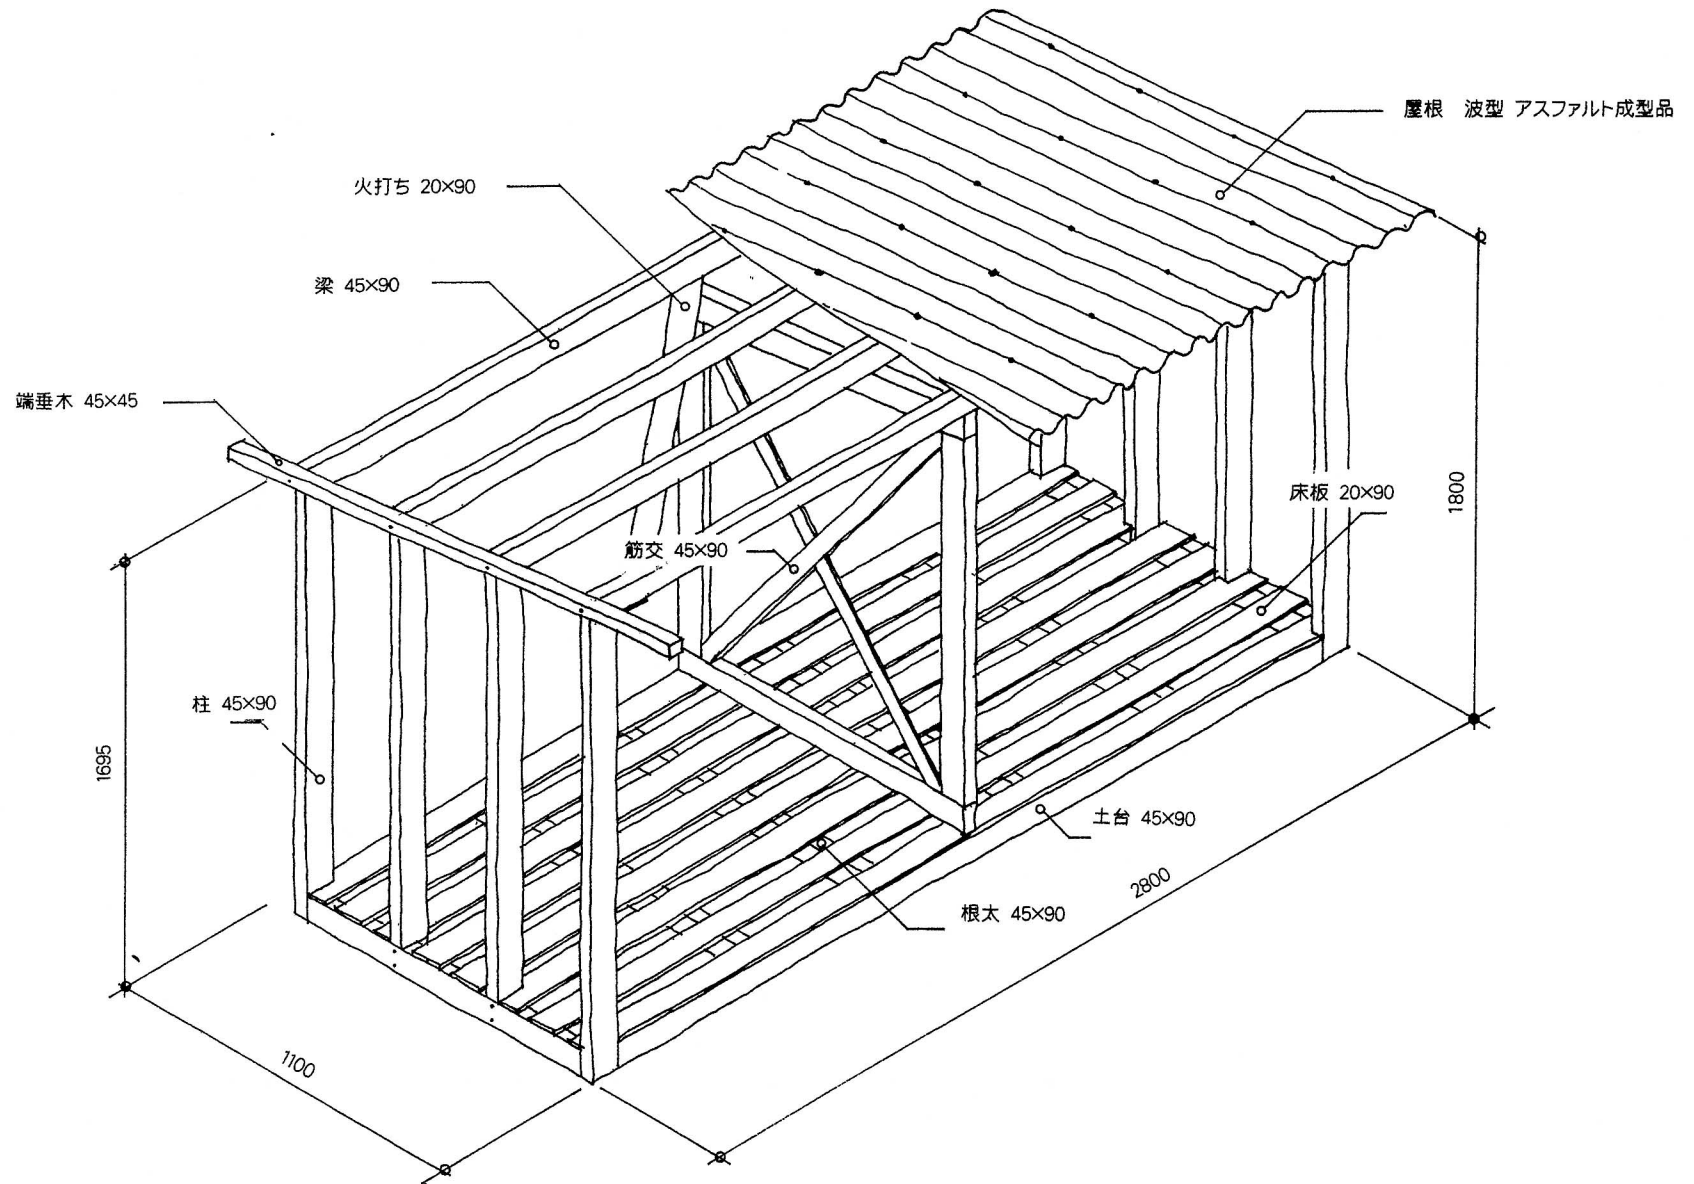 屋根 波型 アスファルト成型品
火打ち 20×90
梁 45×90
端垂木 45×45
床板 20×90
1800
筋交 45×90
柱 45×90
1695
土台 45×90
2800
根太 45×90
1100